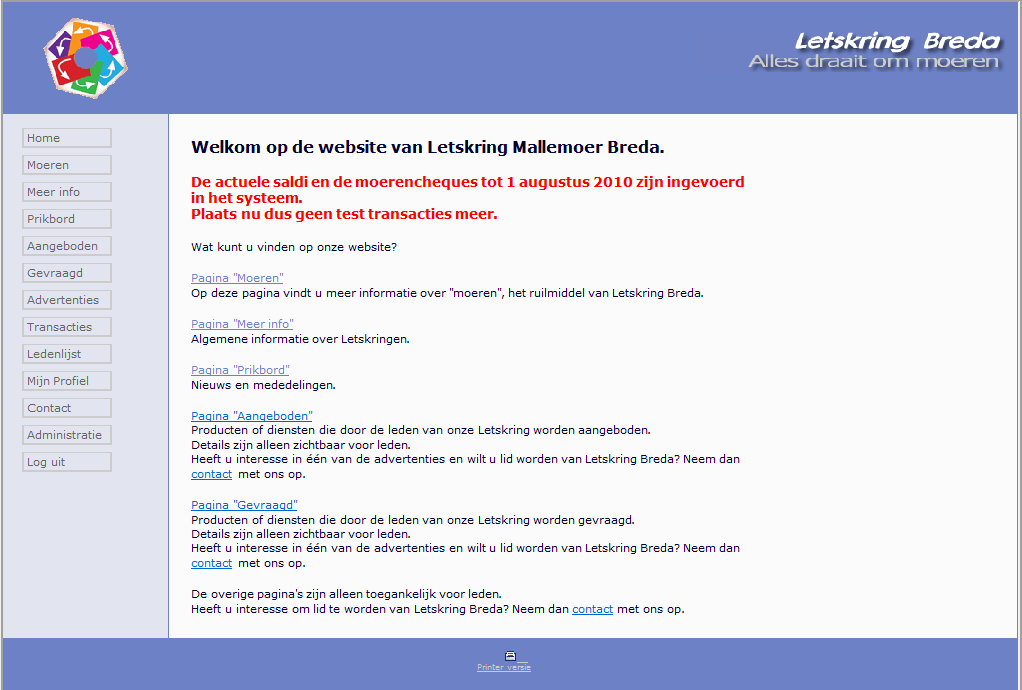 Letskring Breda
Alles draait om moeren
Home
Moeren
Meer info
Prikbord
Aangeboden
Gevraagd
Advertenties
Transacties
Ledenlijst
Mijn Profiel
Contact
Administratie
Log uit
Welkom op de website van Letskring Mallemoer Breda.
De actuele saldi en de moerencheques tot 1 augustus 2010 zijn ingevoerd
in het systeem.
Plaats nu dus geen test transacties meer.
Wat kunt u vinden op onze website?
Pagina "Moeren"
Op deze pagina vindt u meer informatie over "moeren", het ruilmiddel van Letskring Breda.
Pagina "Meer info"
Algemene informatie over Letskringen.
Pagina "Prikbord"
Nieuws en mededelingen.
Pagina "Aangeboden"
Producten of diensten die door de leden van onze Letskring worden aangeboden.
Details zijn alleen zichtbaar voor leden.
Heeft u interesse in één van de advertenties en wilt u lid worden van Letskring Breda? Neem dan
contact met ons op.
Pagina "Gevraagd"
Producten of diensten die door de leden van onze Letskring worden gevraagd.
Details zijn alleen zichtbaar voor leden.
Heeft u interesse in één van de advertenties en wilt u lid worden van Letskring Breda? Neem dan
contact met ons op.
De overige pagina's zijn alleen toegankelijk voor leden.
Heeft u interesse om lid te worden van Letskring Breda? Neem dan contact met ons op.
Printer versie